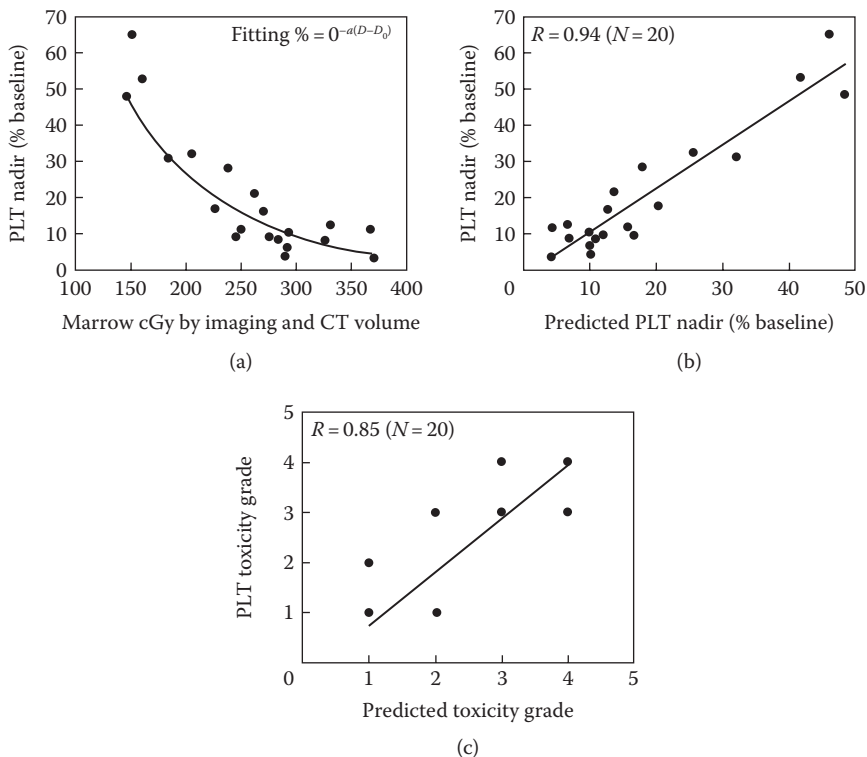 70
60
50
40
30
20
10
0
PLT nadir (% baseline)
Fitting % = 0^{–a(D–D_0)}
100 150 200 250 300 350 400
Marrow cGy by imaging and CT volume
(a)
70
60
50
40
30
20
10
0
PLT nadir (% baseline)
R = 0.94 (N = 20)
10 20 30 40 50
Predicted PLT nadir (% baseline)
(b)
5
4
3
2
1
0
PLT toxicity grade
R = 0.85 (N = 20)
1 2 3 4 5
Predicted toxicity grade
(c)